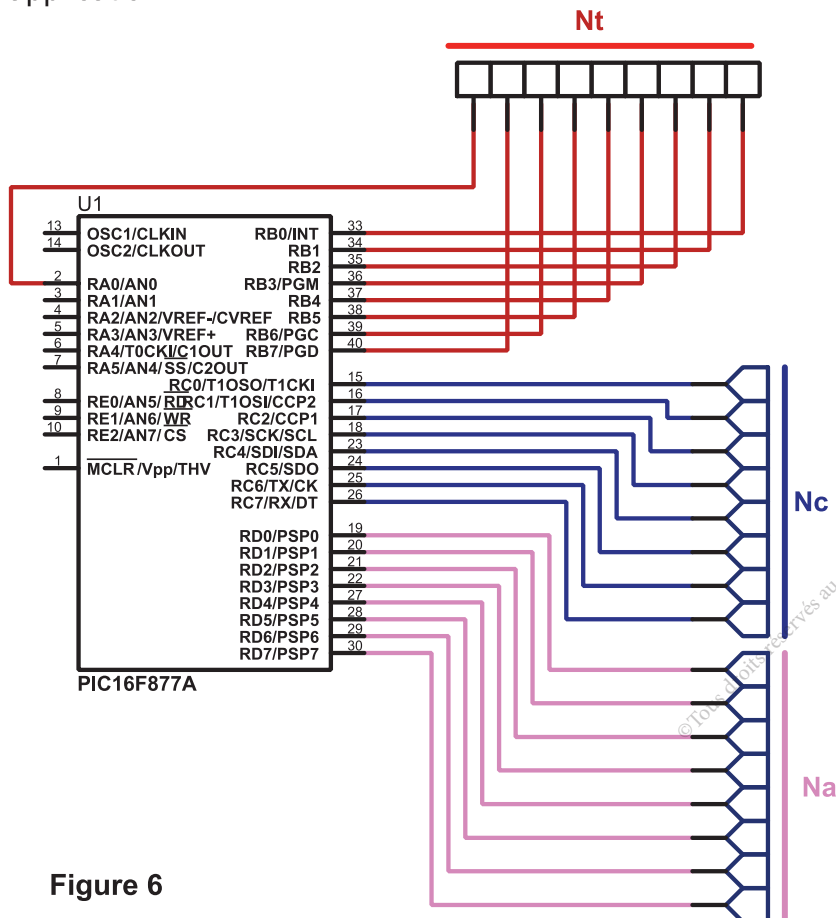 Nt
U1
13 OSC1/CLKIN RB0/INT 33
14 OSC2/CLKOUT RB1 34
RB2 35
2 RA0/AN0 RB3/PGM 36
3 RA1/AN1 RB4 37
4 RA2/AN2/VREF-/CVREF RB5 38
5 RA3/AN3/VREF+ RB6/PGC 39
6 RA4/T0CKI/C1OUT RB7/PGD 40
7 RA5/AN4/SS/C2OUT
RC0/T1OSO/T1CKI 15
8 RE0/AN5/RD RC1/T1OSI/CCP2 16
9 RE1/AN6/WR RC2/CCP1 17
10 RE2/AN7/CS RC3/SCK/SCL 18
RC4/SDI/SDA 23
1 MCLR/Vpp/THV RC5/SDO 24
RC6/TX/CK 25
RC7/RX/DT 26
Nc
RD0/PSP0 19
RD1/PSP1 20
RD2/PSP2 21
RD3/PSP3 22
RD4/PSP4 27
RD5/PSP5 28
RD6/PSP6 29
RD7/PSP7 30
PIC16F877A
©Tous droits réservés au
Na
Figure 6